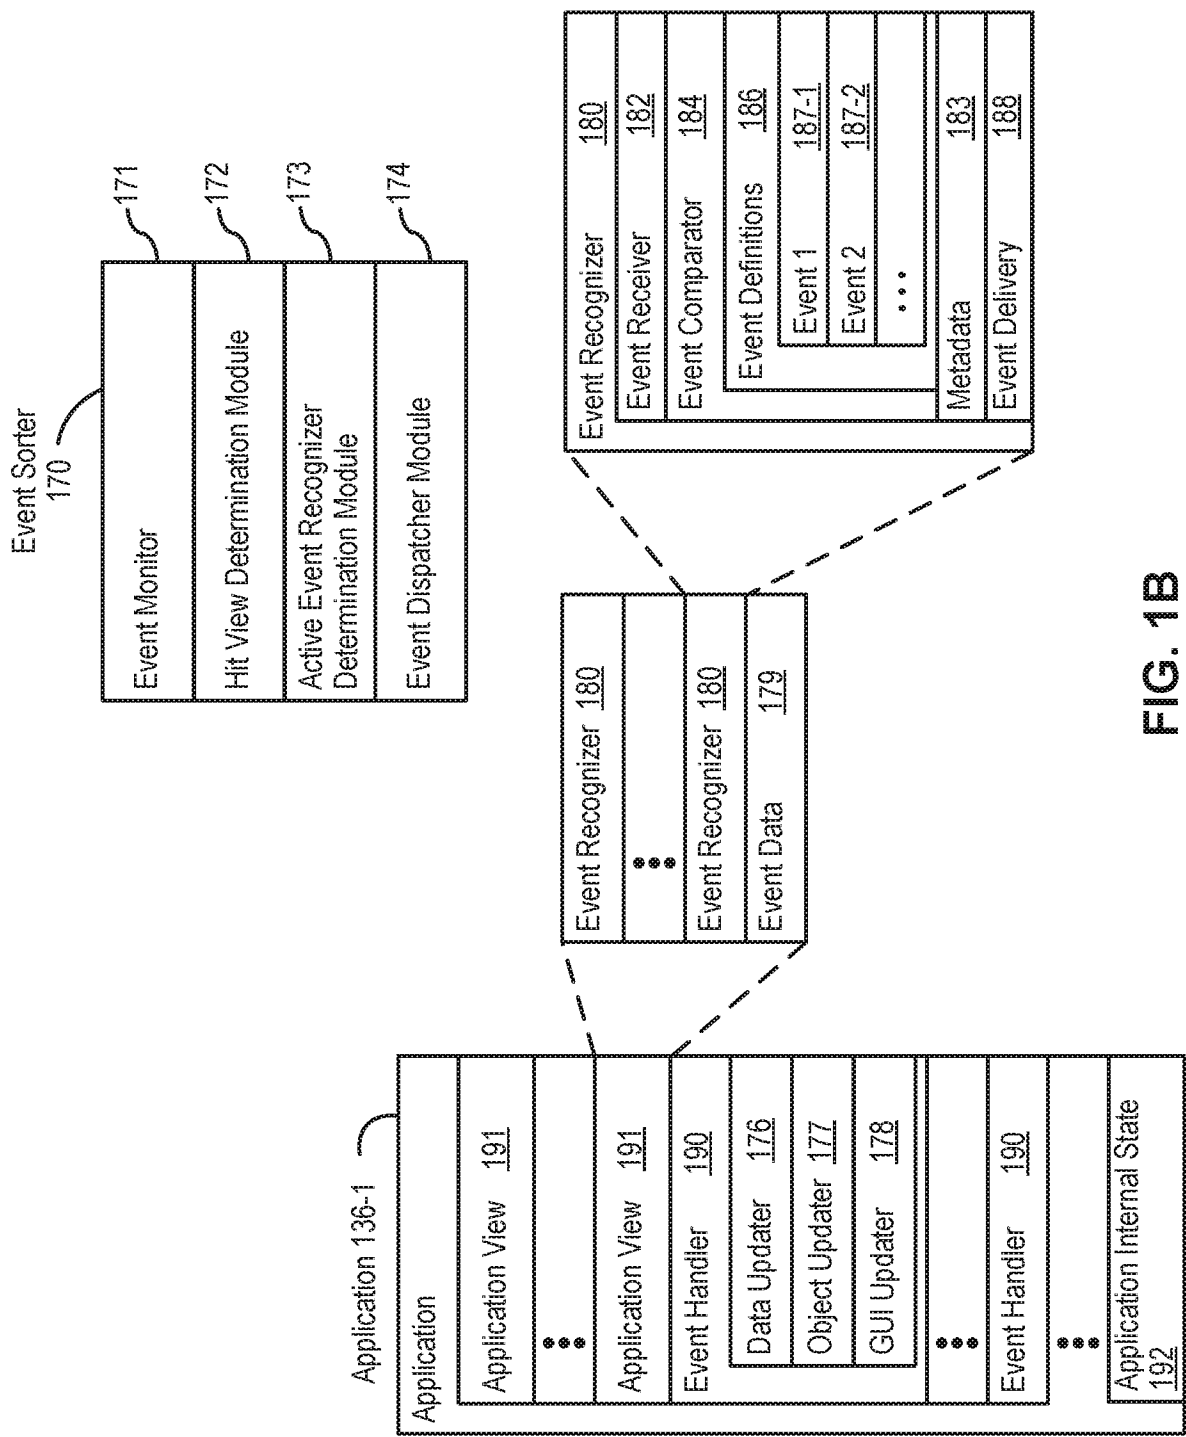 Event Sorter
170
Event Monitor
171
Hit View Determination Module
172
Active Event Recognizer
Determination Module
173
Event Dispatcher Module
174
Application 136-1
Application
Application View 191
•••
Application View 191
Event Handler 190
Data Updater 176
Object Updater 177
GUI Updater 178
•••
Event Handler 190
•••
Application Internal State
192
Event Recognizer 180
•••
Event Recognizer 180
Event Data 179
Event Recognizer 180
Event Receiver 182
Event Comparator 184
Event Definitions 186
Event 1 187-1
Event 2 187-2
•••
Metadata 183
Event Delivery 188
FIG. 1B